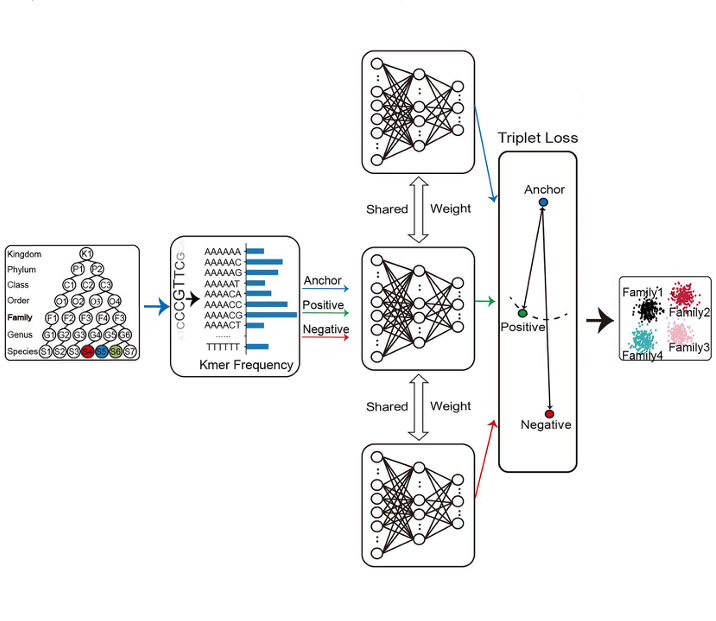 Kingdom K1
Phylum P1 P2
Class C1 C2 C3
Order O1 O2 O3 O4
Family F1 F2 F3 F4 F3
Genus G1 G2 G3 G4 G5 G6
Species S1 S2 S3 S4 S5 S6 S7
CCCGTTCG
AAAAAA
AAAAAC
AAAAAG
AAAAAT
AAAACA
AAAACC
AAAACG
AAAACT
......
TTTTTT
Kmer Frequency
Anchor
Positive
Negative
Shared Weight
Shared Weight
Triplet Loss
Anchor
Positive
Negative
Family1
Family2
Family3
Family4